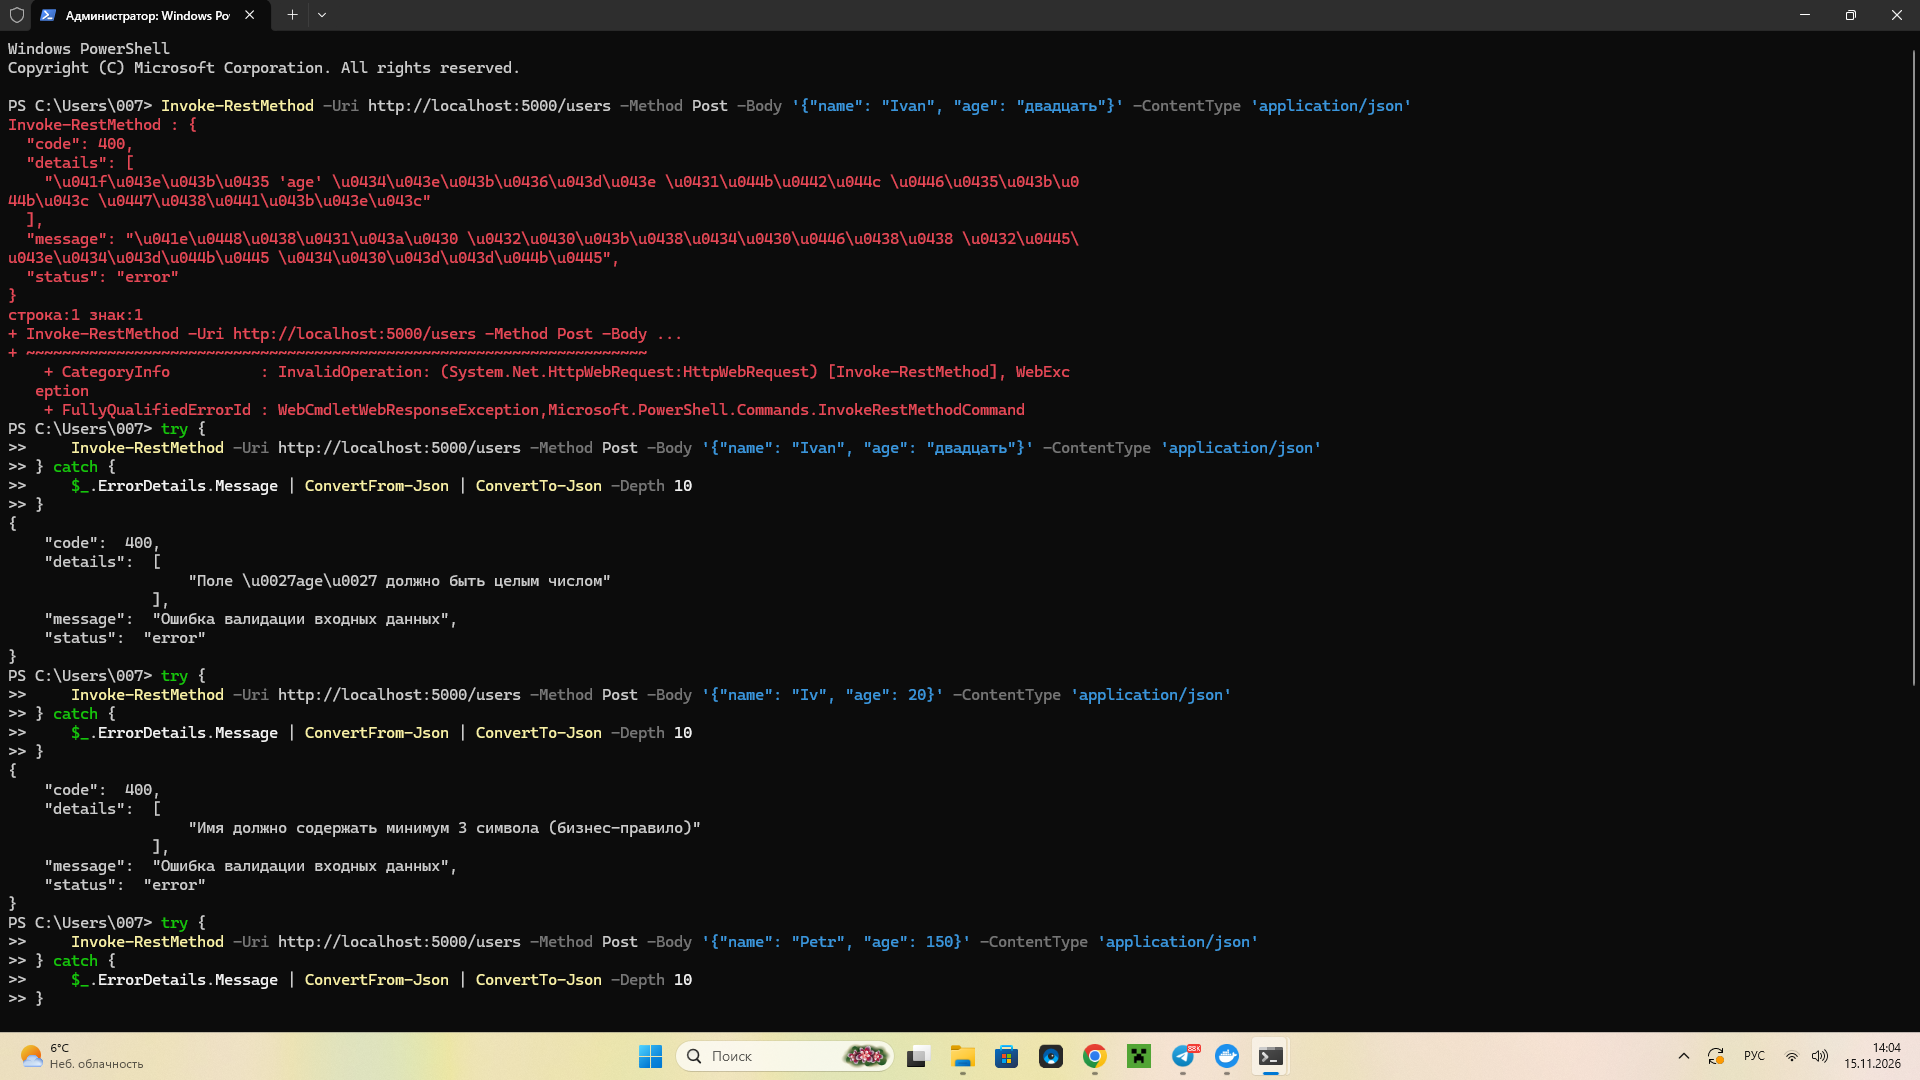 Администратор: Windows Po
Windows PowerShell
Copyright (C) Microsoft Corporation. All rights reserved.
PS C:\Users\007> Invoke-RestMethod -Uri http://localhost:5000/users -Method Post -Body '{"name": "Ivan", "age": "двадцать"}' -ContentType 'application/json'
Invoke-RestMethod : {
  "code": 400,
  "details": [
    "\u041f\u043e\u043b\u0435 'age' \u0434\u043e\u043b\u0436\u043d\u043e \u0431\u044b\u0442\u044c \u0446\u0435\u043b\u0
44b\u043c \u0447\u0438\u0441\u043b\u043e\u043c"
  ],
  "message": "\u041e\u0448\u0438\u0431\u043a\u0430 \u0432\u0430\u043b\u0438\u0434\u0430\u0446\u0438\u0438 \u0432\u0445\
u043e\u0434\u043d\u044b\u0445 \u0434\u0430\u043d\u043d\u044b\u0445",
  "status": "error"
}
строка:1 знак:1
+ Invoke-RestMethod -Uri http://localhost:5000/users -Method Post -Body ...
+ ~~~~~~~~~~~~~~~~~~~~~~~~~~~~~~~~~~~~~~~~~~~~~~~~~~~~~~~~~~~~~~~~~~~~~
    + CategoryInfo          : InvalidOperation: (System.Net.HttpWebRequest:HttpWebRequest) [Invoke-RestMethod], WebExc
   eption
    + FullyQualifiedErrorId : WebCmdletWebResponseException,Microsoft.PowerShell.Commands.InvokeRestMethodCommand
PS C:\Users\007> try {
>>     Invoke-RestMethod -Uri http://localhost:5000/users -Method Post -Body '{"name": "Ivan", "age": "двадцать"}' -ContentType 'application/json'
>> } catch {
>>     $_.ErrorDetails.Message | ConvertFrom-Json | ConvertTo-Json -Depth 10
>> }
{
    "code":  400,
    "details":  [
                    "Поле \u0027age\u0027 должно быть целым числом"
                ],
    "message":  "Ошибка валидации входных данных",
    "status":  "error"
}
PS C:\Users\007> try {
>>     Invoke-RestMethod -Uri http://localhost:5000/users -Method Post -Body '{"name": "Iv", "age": 20}' -ContentType 'application/json'
>> } catch {
>>     $_.ErrorDetails.Message | ConvertFrom-Json | ConvertTo-Json -Depth 10
>> }
{
    "code":  400,
    "details":  [
                    "Имя должно содержать минимум 3 символа (бизнес-правило)"
                ],
    "message":  "Ошибка валидации входных данных",
    "status":  "error"
}
PS C:\Users\007> try {
>>     Invoke-RestMethod -Uri http://localhost:5000/users -Method Post -Body '{"name": "Petr", "age": 150}' -ContentType 'application/json'
>> } catch {
>>     $_.ErrorDetails.Message | ConvertFrom-Json | ConvertTo-Json -Depth 10
>> }
6°C
Неб. облачность
Поиск
88K
РУС
14:04
15.11.2026